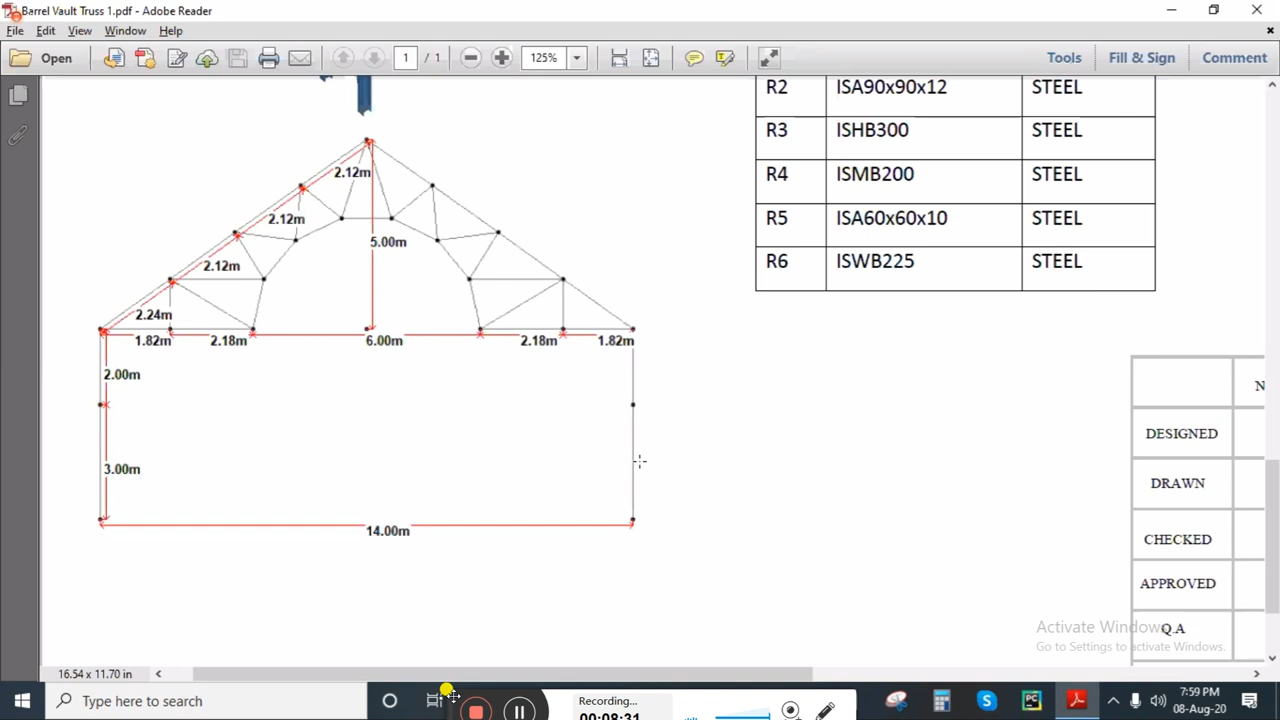 Barrel Vault Truss 1.pdf - Adobe Reader
File Edit View Window Help
Open 1 / 1 125% Tools Fill & Sign Comment
R2 ISA90x90x12 STEEL
R3 ISHB300 STEEL
R4 ISMB200 STEEL
R5 ISA60x60x10 STEEL
R6 ISWB225 STEEL
2.12m
2.12m
5.00m
2.12m
2.24m
1.82m 2.18m 6.00m 2.18m 1.82m
2.00m
3.00m
14.00m
N
DESIGNED
DRAWN
CHECKED
APPROVED
Q.A
Activate Windows
Go to Settings to activate Windows.
16.54 x 11.70 in
Type here to search
Recording...
00:08:31
7:59 PM
08-Aug-20